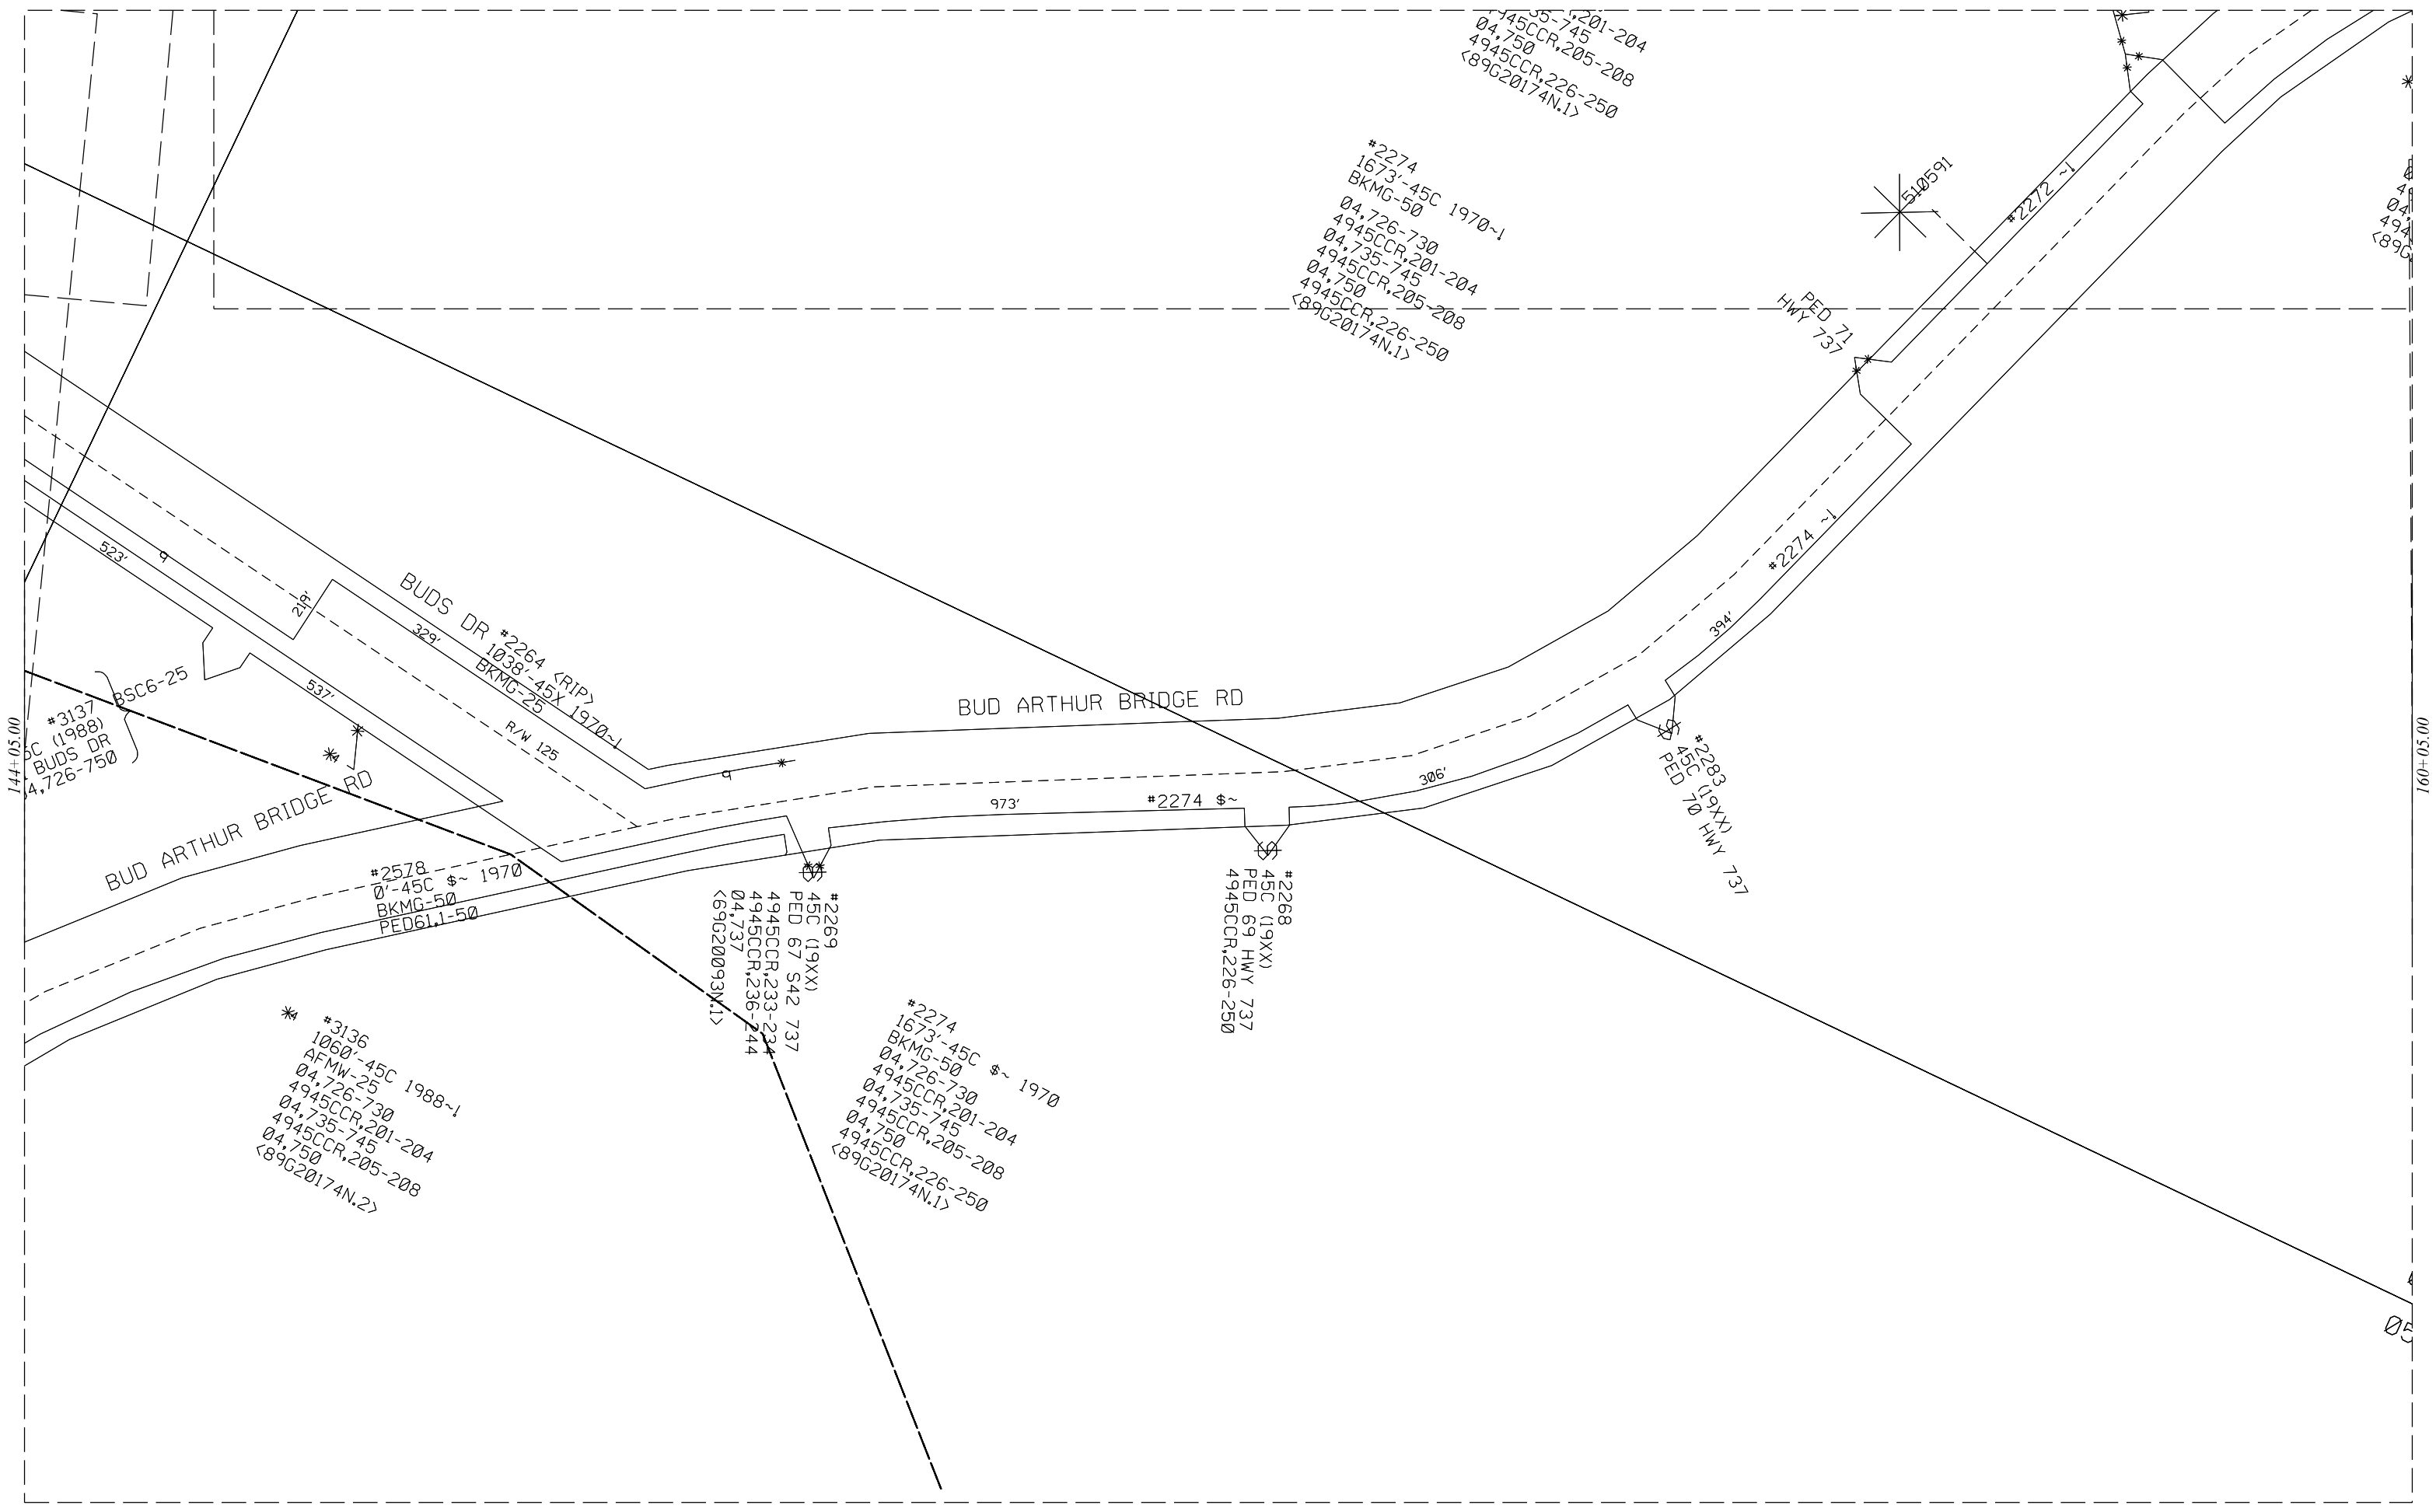 ,201-204
35-745
4945CCR,205-208
04,750
4945CCR,226-250
<89G20174N.1>
#2274
1673'-45C 1970~!
BKMG-50
04,726-730
4945CCR,201-204
04,735-745
4945CCR,205-208
04,750
4945CCR,226-250
<89G20174N.1>
510591
#2272 ~!
PED 71
HWY 737
#2274 ~!
394'
523'
q
219'
BUDS DR
329'
#2264 <RIP>
1038'-45X 1970~!
BKMG-25
R/W 125
537'
BSC6-25
#3137
5C (1988)
BUDS DR
4,726-750
144+05.00
160+05.00
BUD ARTHUR BRIDGE RD
BUD ARTHUR BRIDGE RD
q
973'
#2274 $~
306'
#2283
45C (19XX)
PED 70 HWY 737
#2578
0'-45C $~ 1970
BKMG-50
PED61,1-50
#2269
45C (19XX)
PED 67 S42 737
4945CCR,233-234
4945CCR,236-244
04,737
<69G20093N.1>
#2268
45C (19XX)
PED 69 HWY 737
4945CCR,226-250
#3136
1060'-45C 1988~!
AFMW-25
04,726-730
4945CCR,201-204
04,735-745
4945CCR,205-208
04,750
<89G20174N.2>
#2274
1673'-45C $~ 1970
BKMG-50
04,726-730
4945CCR,201-204
04,735-745
4945CCR,205-208
04,750
4945CCR,226-250
<89G20174N.1>
05